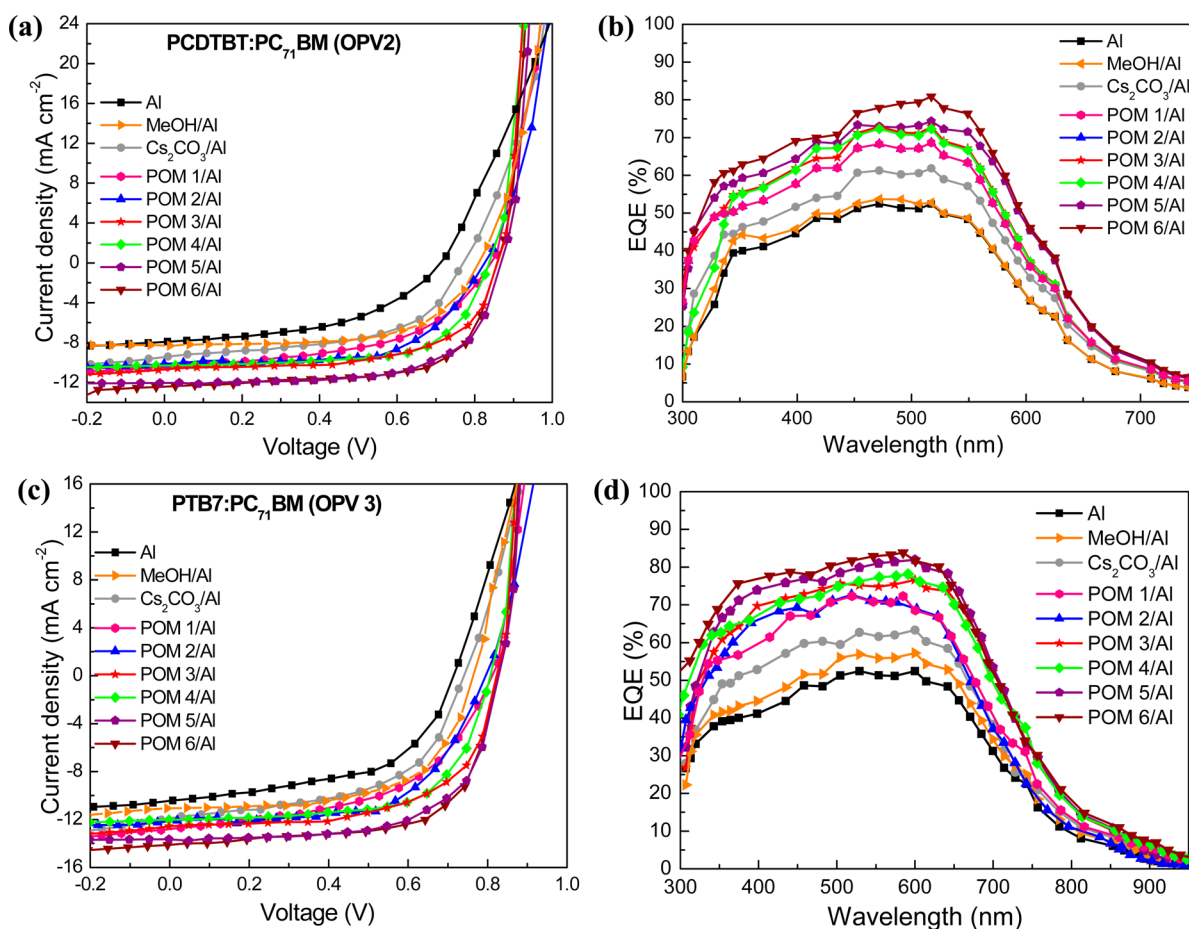 (a)
PCDTBT:PC₇₁BM (OPV2)
Al
MeOH/Al
Cs₂CO₃/Al
POM 1/Al
POM 2/Al
POM 3/Al
POM 4/Al
POM 5/Al
POM 6/Al
24
20
16
12
8
4
0
-4
-8
-12
Current density (mA cm⁻²)
-0.2 0.0 0.2 0.4 0.6 0.8 1.0
Voltage (V)
(b)
Al
MeOH/Al
Cs₂CO₃/Al
POM 1/Al
POM 2/Al
POM 3/Al
POM 4/Al
POM 5/Al
POM 6/Al
100
90
80
70
60
50
40
30
20
10
0
EQE (%)
300 400 500 600 700
Wavelength (nm)
(c)
PTB7:PC₇₁BM (OPV 3)
Al
MeOH/Al
Cs₂CO₃/Al
POM 1/Al
POM 2/Al
POM 3/Al
POM 4/Al
POM 5/Al
POM 6/Al
16
12
8
4
0
-4
-8
-12
-16
Current density (mA cm⁻²)
-0.2 0.0 0.2 0.4 0.6 0.8 1.0
Voltage (V)
(d)
Al
MeOH/Al
Cs₂CO₃/Al
POM 1/Al
POM 2/Al
POM 3/Al
POM 4/Al
POM 5/Al
POM 6/Al
100
90
80
70
60
50
40
30
20
10
0
EQE (%)
300 400 500 600 700 800 900
Wavelength (nm)